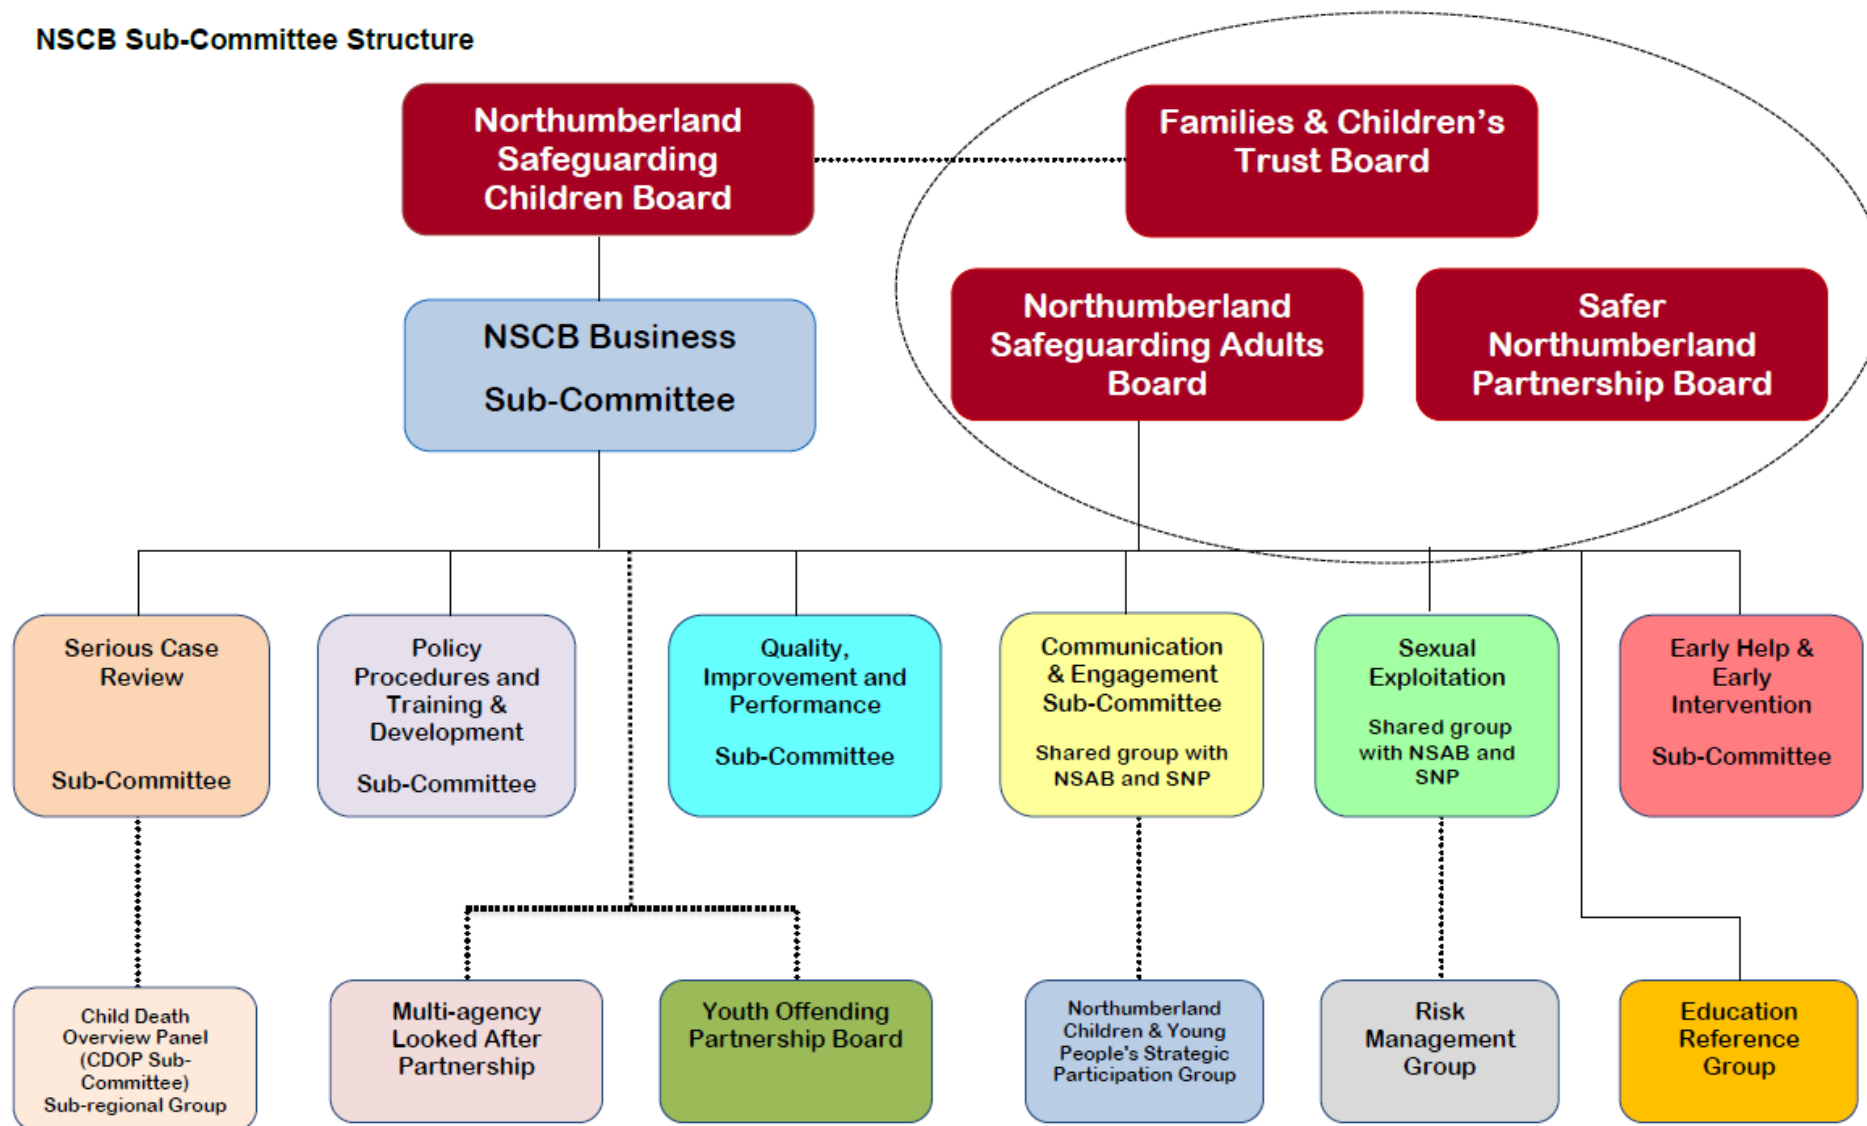 NSCB Sub-Committee Structure
Northumberland
Safeguarding
Children Board
Families & Children’s
Trust Board
NSCB Business
Sub-Committee
Northumberland
Safeguarding Adults
Board
Safer
Northumberland
Partnership Board
Serious Case
Review
Sub-Committee
Policy
Procedures and
Training &
Development
Sub-Committee
Quality,
Improvement and
Performance
Sub-Committee
Communication
& Engagement
Sub-Committee
Shared group with
NSAB and SNP
Sexual
Exploitation
Shared group
with NSAB and
SNP
Early Help &
Early
Intervention
Sub-Committee
Child Death
Overview Panel
(CDOP Sub-
Committee)
Sub-regional Group
Multi-agency
Looked After
Partnership
Youth Offending
Partnership Board
Northumberland
Children & Young
People's Strategic
Participation Group
Risk
Management
Group
Education
Reference
Group